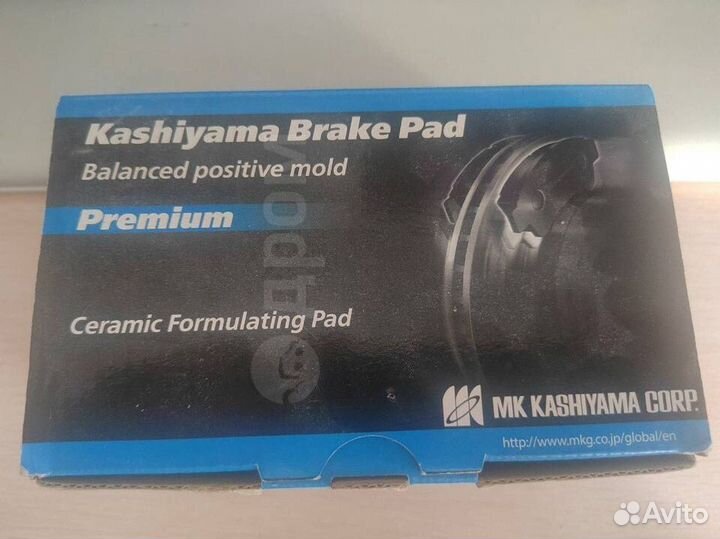 Kashiyama Brake Pad
Balanced positive mold
Premium
Ceramic Formulating Pad
MK KASHIYAMA CORP.
http://www.mkg.co.jp/global/en
дром
Avito